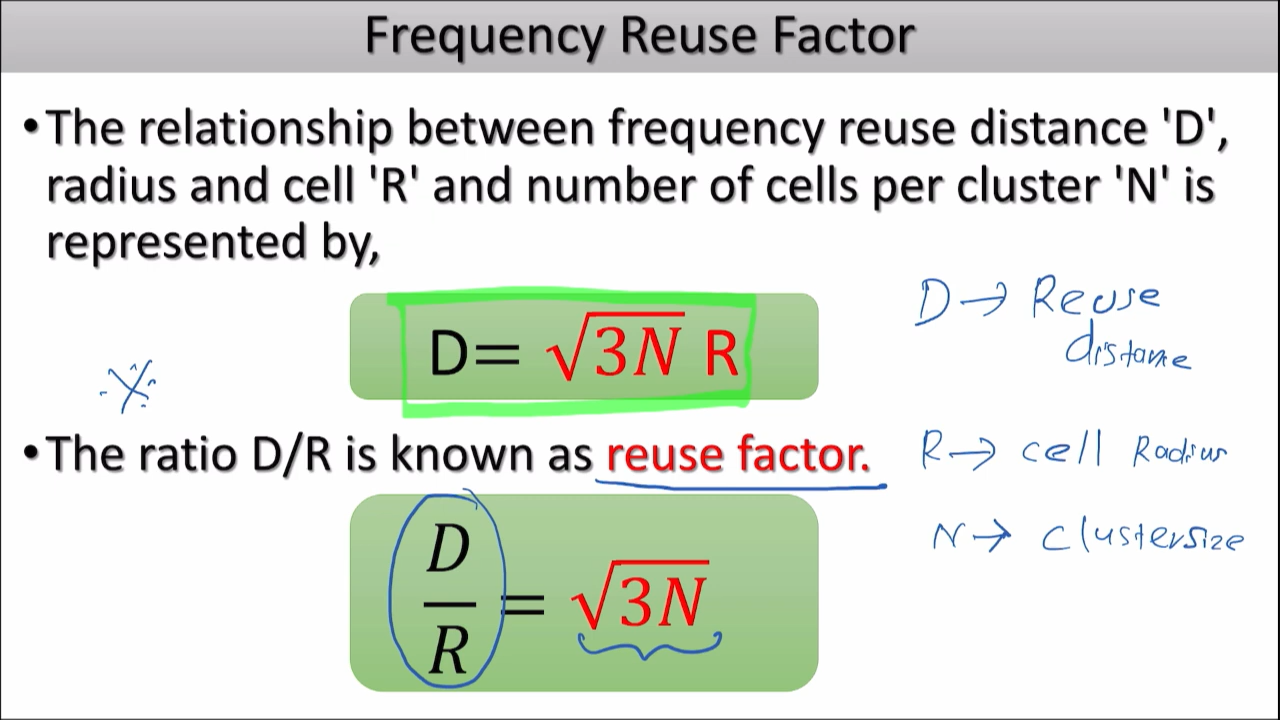 Frequency Reuse Factor
•The relationship between frequency reuse distance 'D',
radius and cell 'R' and number of cells per cluster 'N' is
represented by,
D= √3N R
D → Reuse
distame
•The ratio D/R is known as reuse factor.
R → cell Radius
D/R = √3N
N → clustersize